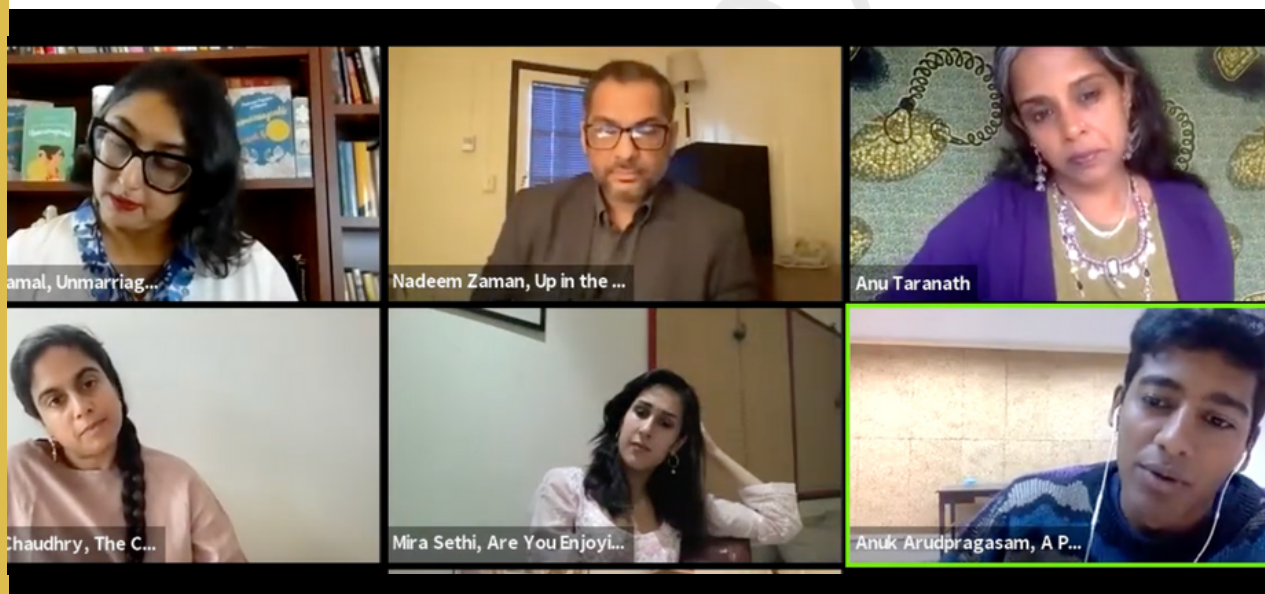 amal, Unmarriag...
Nadeem Zaman, Up in the ...
Anu Taranath
Chaudhry, The C...
Mira Sethi, Are You Enjoyi...
Anuk Arudpragasam, A P...